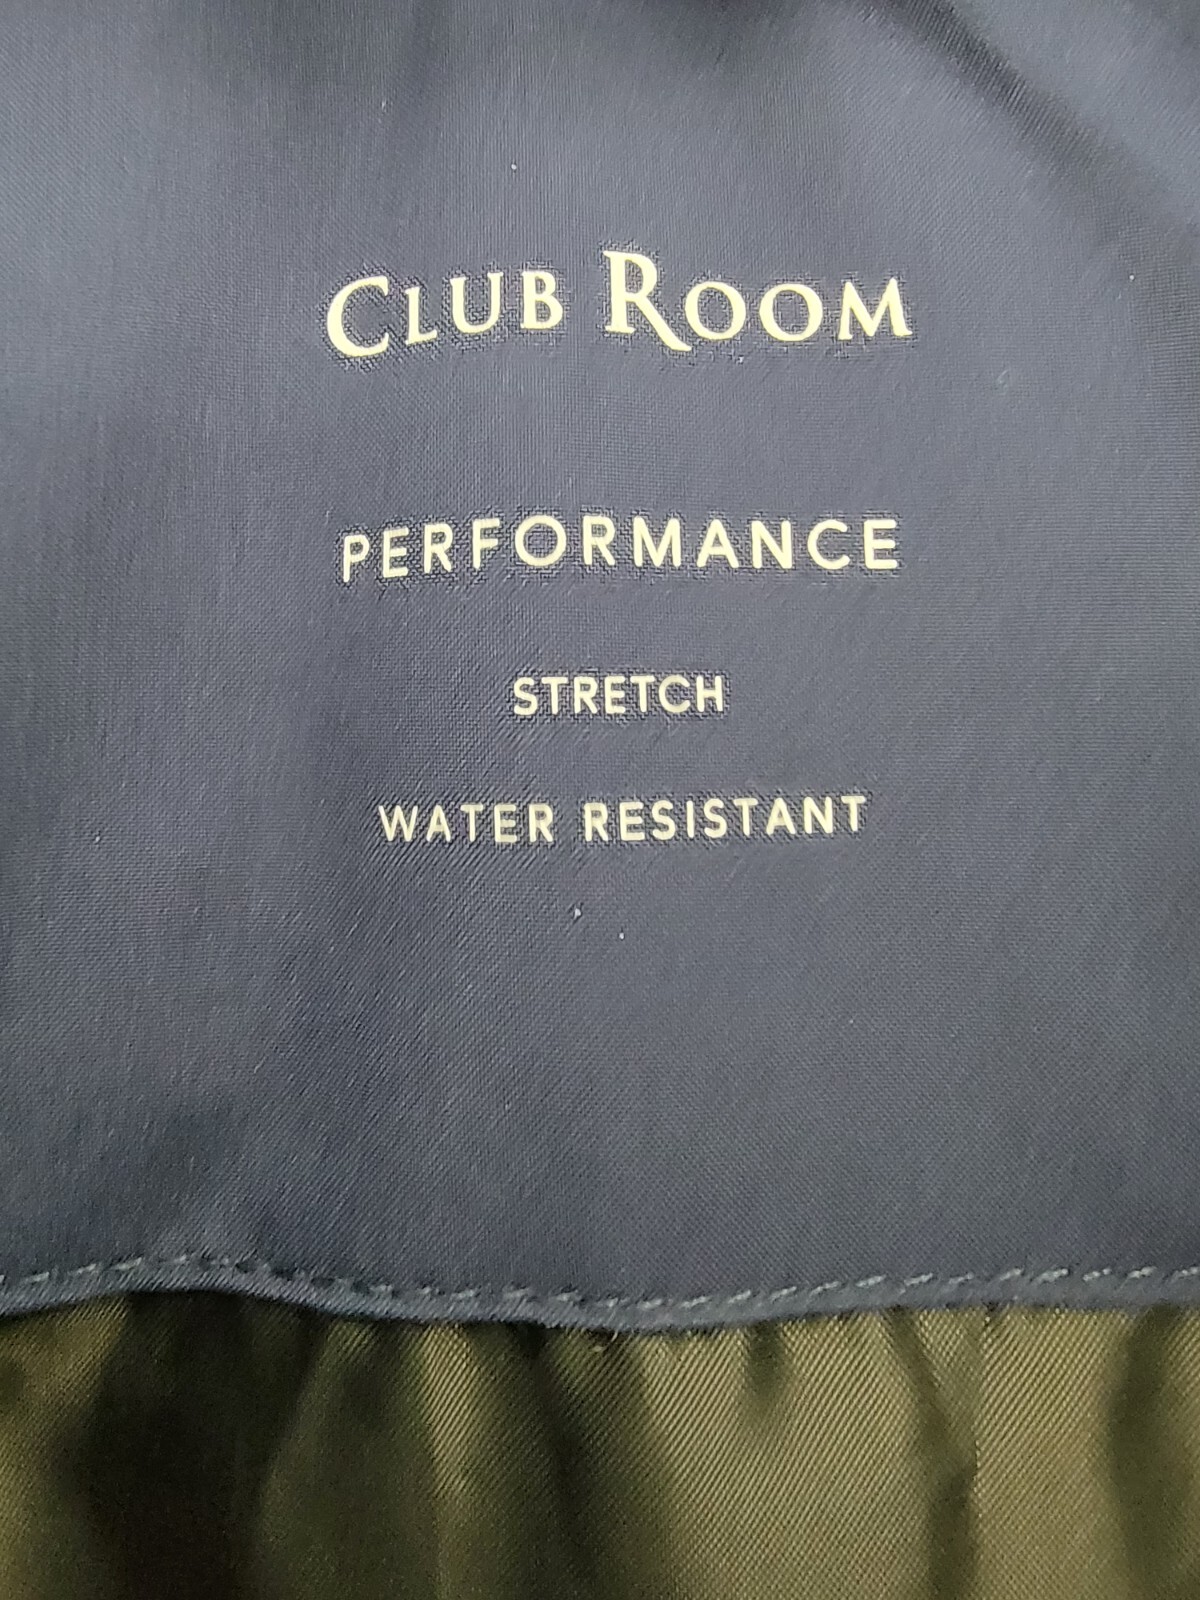 CLUB ROOM
PERFORMANCE
STRETCH
WATER RESISTANT